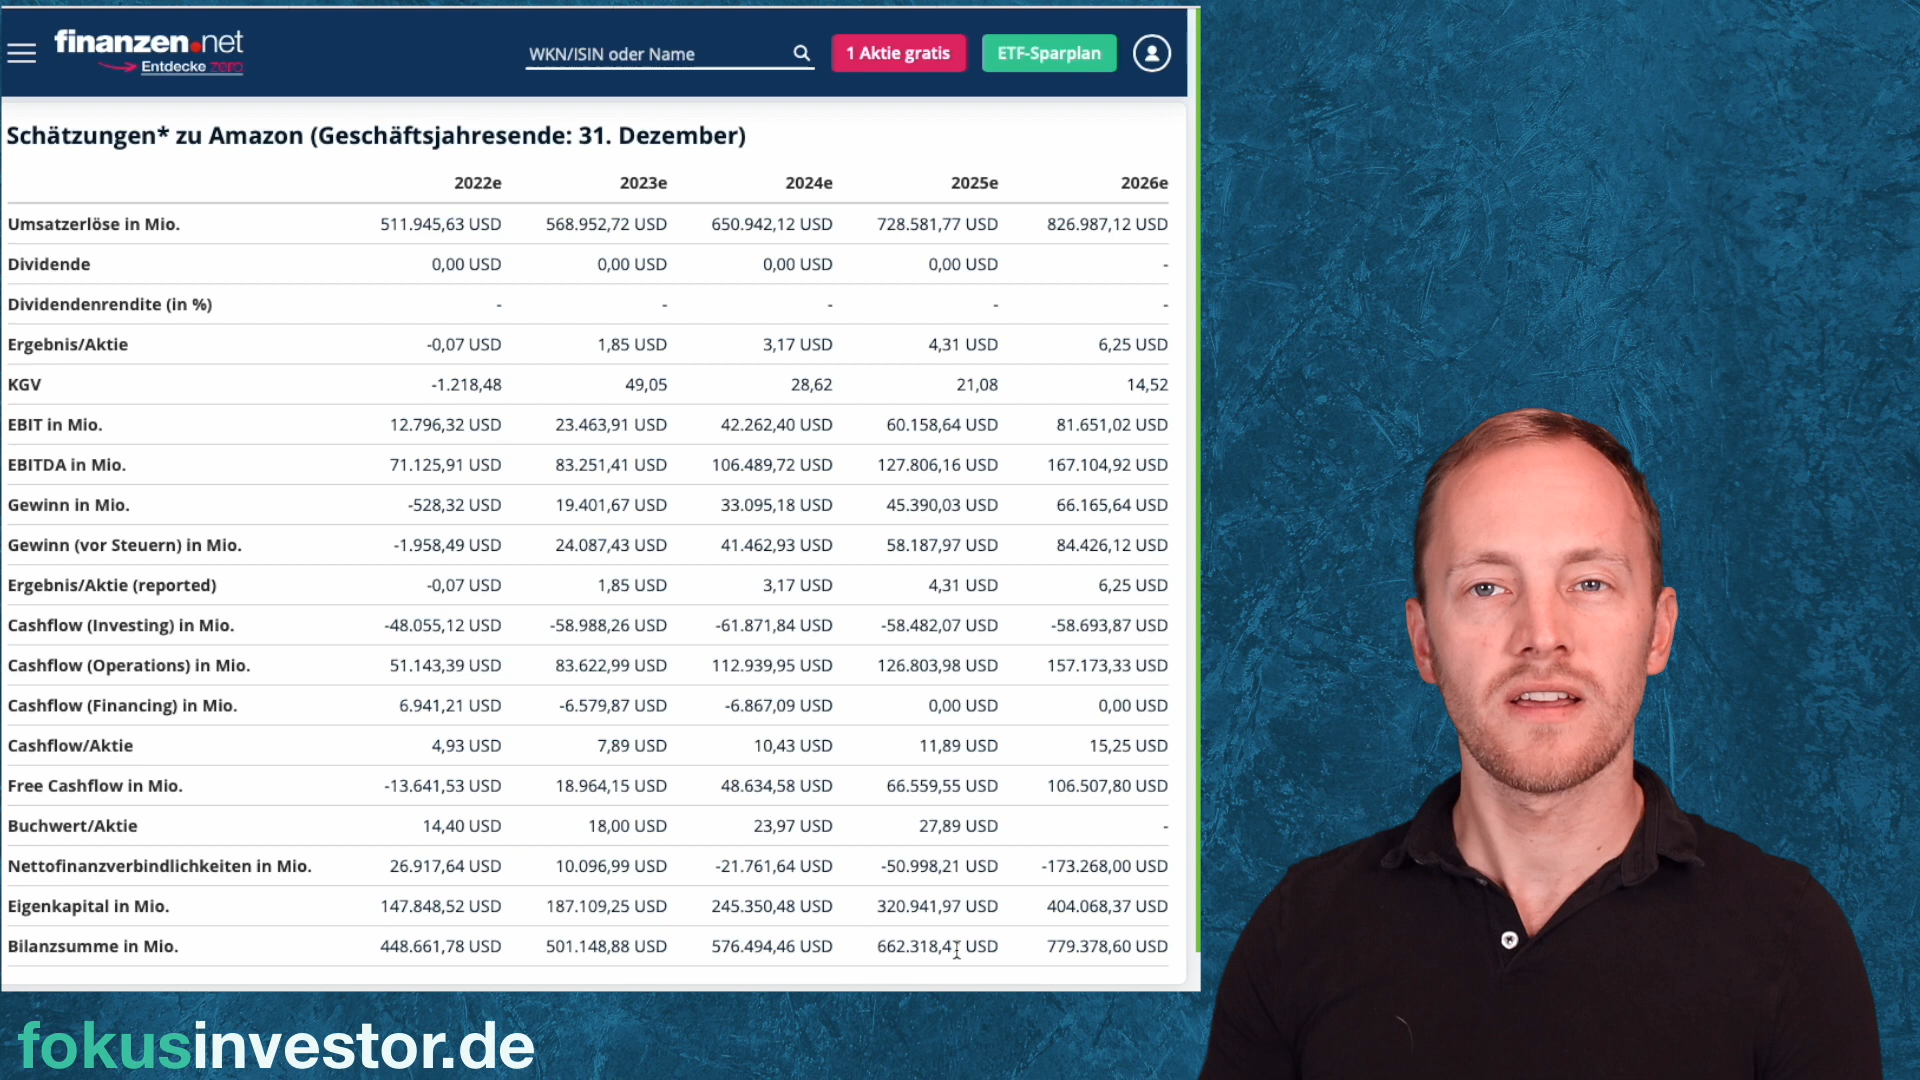 finanzen.net
Entdecke zero
WKN/ISIN oder Name
1 Aktie gratis
ETF-Sparplan
Schätzungen* zu Amazon (Geschäftsjahresende: 31. Dezember)
2022e 2023e 2024e 2025e 2026e
Umsatzerlöse in Mio. 511.945,63 USD 568.952,72 USD 650.942,12 USD 728.581,77 USD 826.987,12 USD
Dividende 0,00 USD 0,00 USD 0,00 USD 0,00 USD -
Dividendenrendite (in %) - - - - -
Ergebnis/Aktie -0,07 USD 1,85 USD 3,17 USD 4,31 USD 6,25 USD
KGV -1.218,48 49,05 28,62 21,08 14,52
EBIT in Mio. 12.796,32 USD 23.463,91 USD 42.262,40 USD 60.158,64 USD 81.651,02 USD
EBITDA in Mio. 71.125,91 USD 83.251,41 USD 106.489,72 USD 127.806,16 USD 167.104,92 USD
Gewinn in Mio. -528,32 USD 19.401,67 USD 33.095,18 USD 45.390,03 USD 66.165,64 USD
Gewinn (vor Steuern) in Mio. -1.958,49 USD 24.087,43 USD 41.462,93 USD 58.187,97 USD 84.426,12 USD
Ergebnis/Aktie (reported) -0,07 USD 1,85 USD 3,17 USD 4,31 USD 6,25 USD
Cashflow (Investing) in Mio. -48.055,12 USD -58.988,26 USD -61.871,84 USD -58.482,07 USD -58.693,87 USD
Cashflow (Operations) in Mio. 51.143,39 USD 83.622,99 USD 112.939,95 USD 126.803,98 USD 157.173,33 USD
Cashflow (Financing) in Mio. 6.941,21 USD -6.579,87 USD -6.867,09 USD 0,00 USD 0,00 USD
Cashflow/Aktie 4,93 USD 7,89 USD 10,43 USD 11,89 USD 15,25 USD
Free Cashflow in Mio. -13.641,53 USD 18.964,15 USD 48.634,58 USD 66.559,55 USD 106.507,80 USD
Buchwert/Aktie 14,40 USD 18,00 USD 23,97 USD 27,89 USD -
Nettofinanzverbindlichkeiten in Mio. 26.917,64 USD 10.096,99 USD -21.761,64 USD -50.998,21 USD -173.268,00 USD
Eigenkapital in Mio. 147.848,52 USD 187.109,25 USD 245.350,48 USD 320.941,97 USD 404.068,37 USD
Bilanzsumme in Mio. 448.661,78 USD 501.148,88 USD 576.494,46 USD USD 779.378,60 USD
fokusinvestor.de